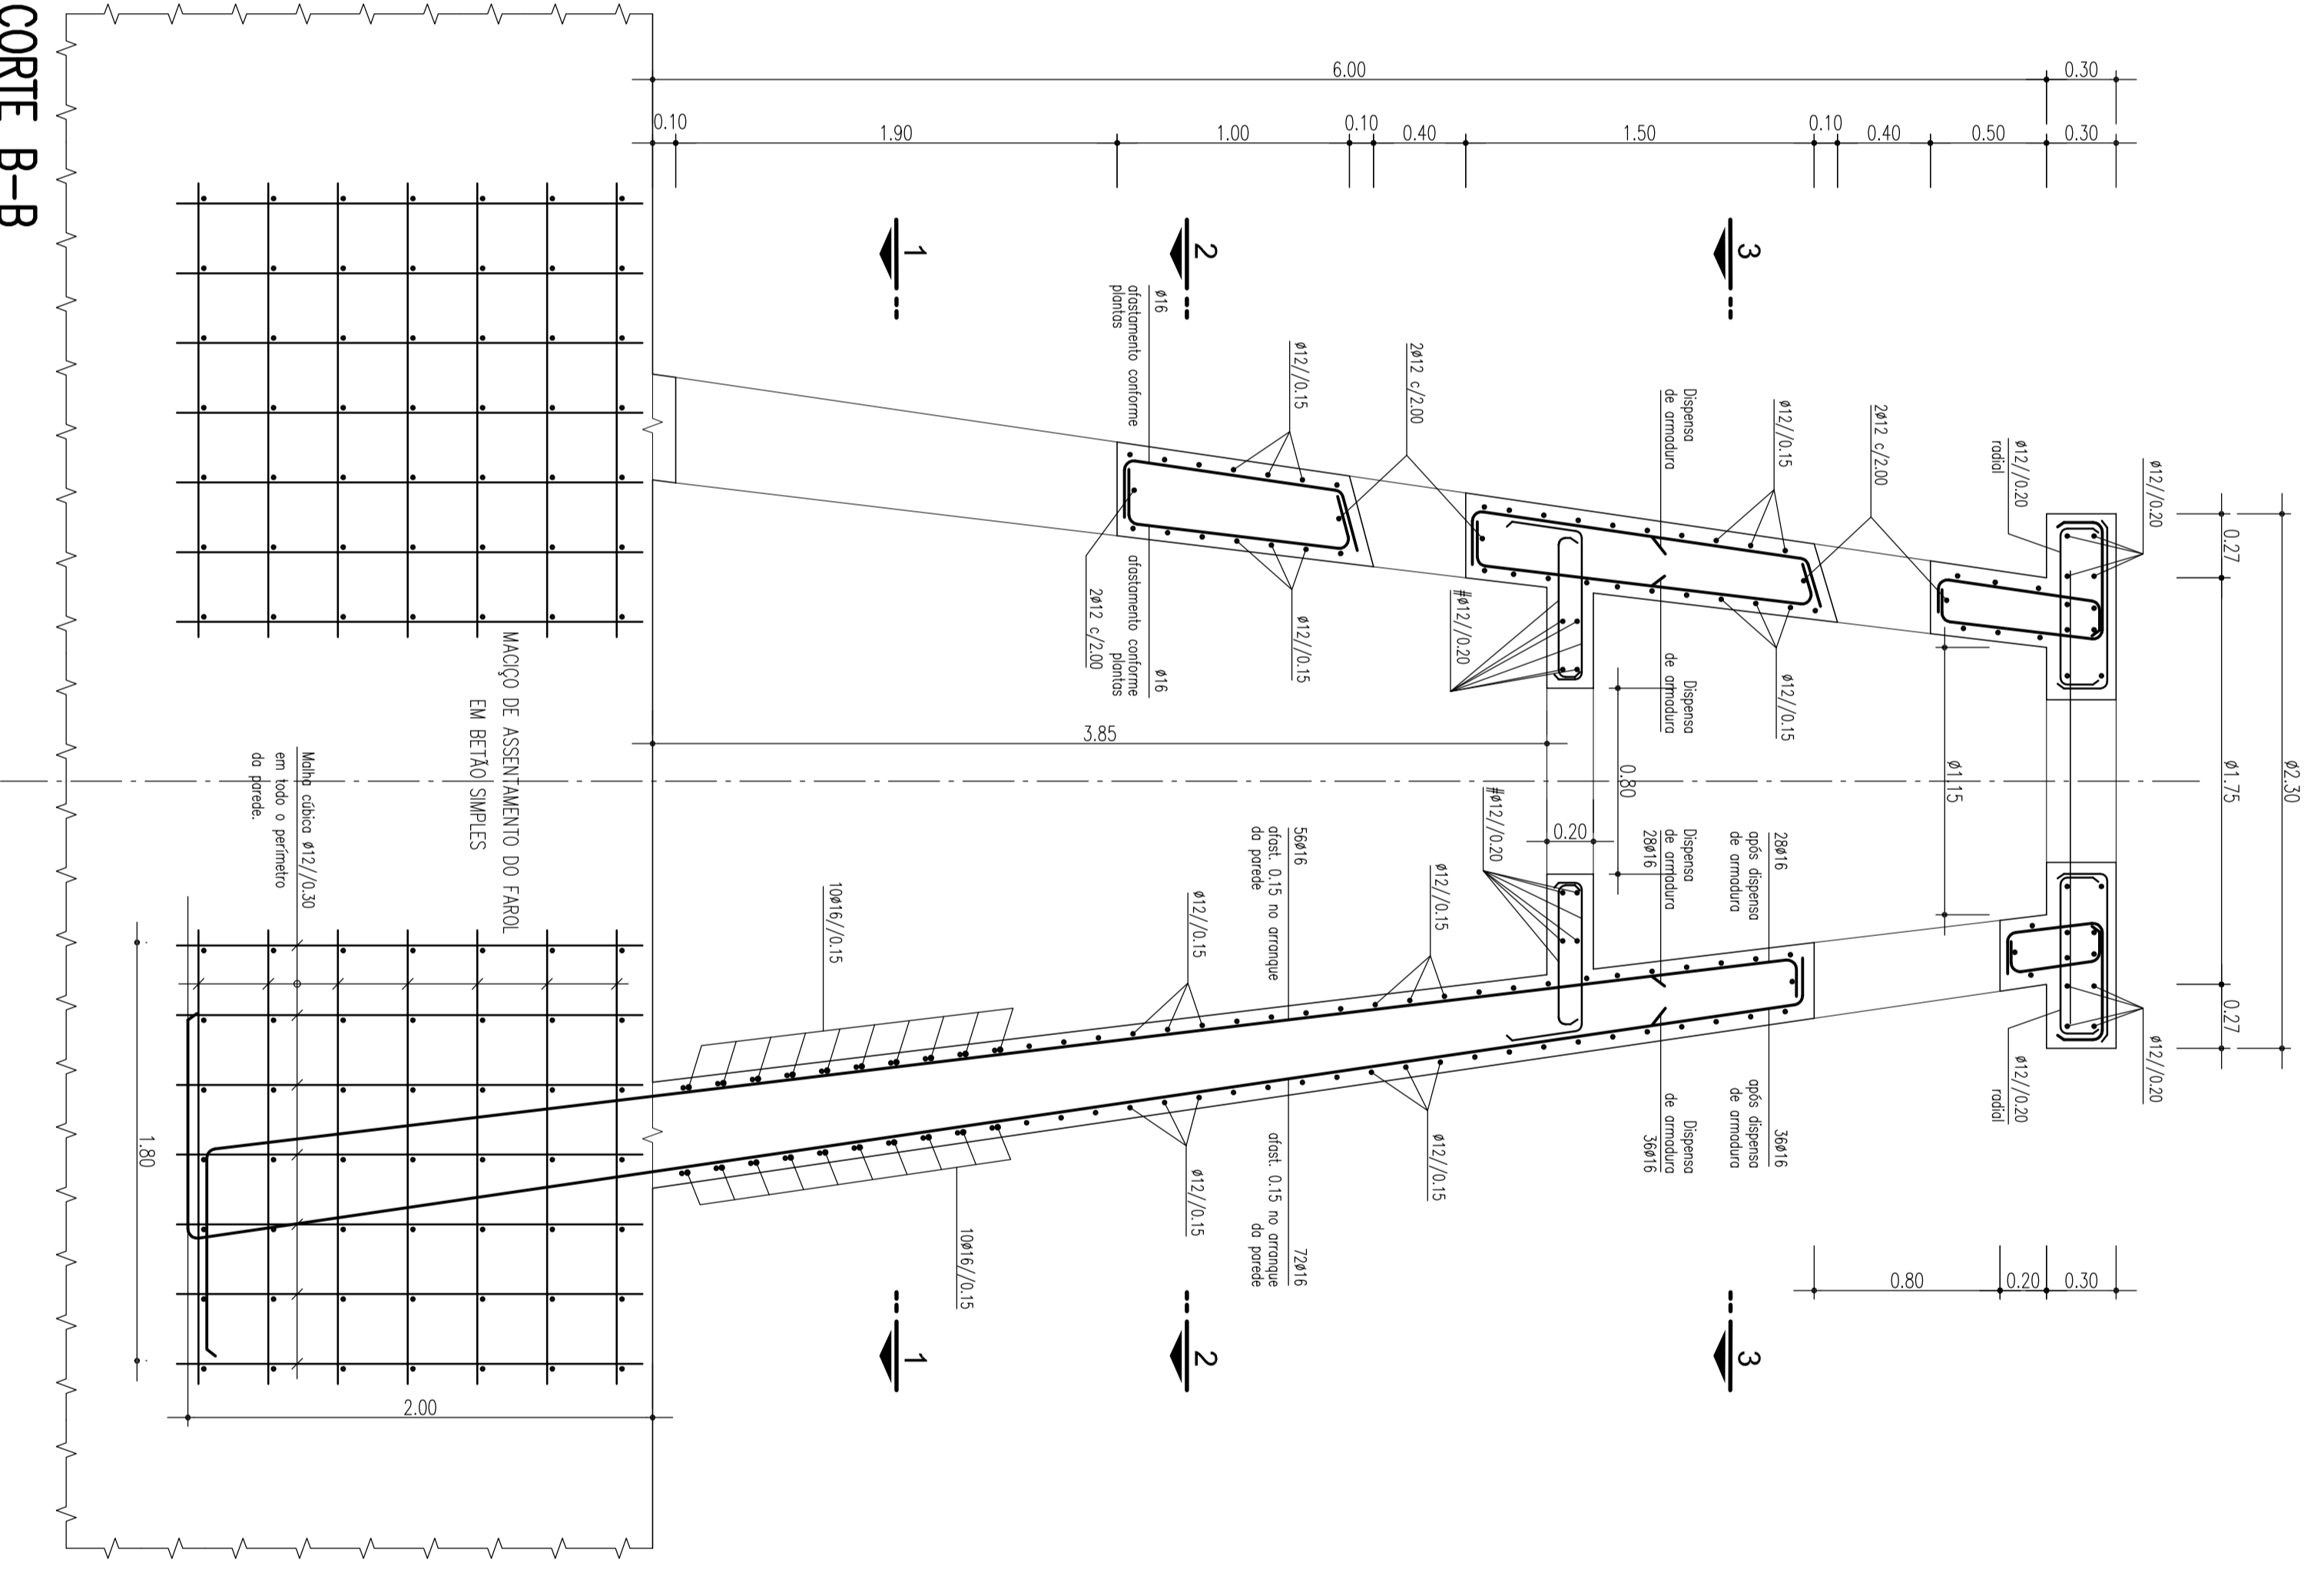 CORTE B-B
6.00
0.30
0.10
1.90
1.00
0.10
0.40
1.50
0.10
0.40
0.50
0.30
1
2
3
ø16
afastamento conforme
plantas
ø12//0.15
2ø12 c/2.00
Dispensa
de armadura
ø12//0.15
2ø12 c/2.00
ø12//0.20
radial
ø12//0.20
0.27
ø1.75
ø2.30
0.27
ø16
afastamento conforme
plantas
2ø12 c/2.00
ø12//0.15
#ø12//0.20
Dispensa
de armadura
ø12//0.15
ø1.15
3.85
0.80
0.20
MACIÇO DE ASSENTAMENTO DO FAROL
EM BETÃO SIMPLES
Malha cúbica ø12//0.30
em todo o perímetro
da parede.
10ø16//0.15
ø12//0.15
56ø16
afast. 0.15 no arranque
da parede
ø12//0.15
#ø12//0.20
Dispensa
de armadura
28ø16
28ø16
após dispensa
de armadura
10ø16//0.15
ø12//0.15
72ø16
afast. 0.15 no arranque
da parede
ø12//0.15
Dispensa
de armadura
36ø16
36ø16
após dispensa
de armadura
ø12//0.20
radial
ø12//0.20
1.80
2.00
0.80
0.20
0.30
1
2
3